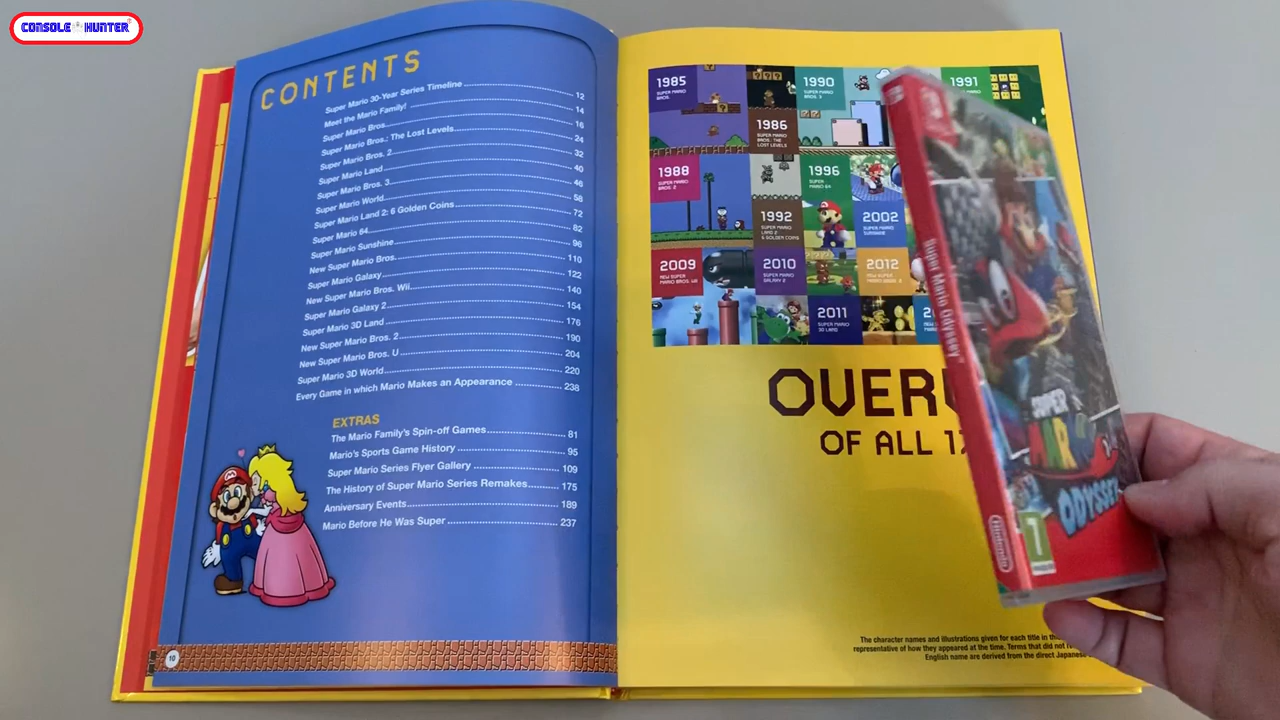 CONSOLE HUNTER
CONTENTS
Super Mario 30-Year Series Timeline 12
Meet the Mario Family! 14
Super Mario Bros. 16
Super Mario Bros.: The Lost Levels 24
Super Mario Bros. 2 32
Super Mario Land 40
Super Mario Bros. 3 46
Super Mario World 58
Super Mario Land 2: 6 Golden Coins 72
Super Mario 64 82
Super Mario Sunshine 96
New Super Mario Bros. 110
Super Mario Galaxy 122
New Super Mario Bros. Wii 140
Super Mario Galaxy 2 154
Super Mario 3D Land 176
New Super Mario Bros. 2 190
New Super Mario Bros. U 204
Super Mario 3D World 220
Every Game in which Mario Makes an Appearance 238
EXTRAS
The Mario Family's Spin-off Games 81
Mario's Sports Game History 95
Super Mario Series Flyer Gallery 109
The History of Super Mario Series Remakes 175
Anniversary Events 189
Mario Before He Was Super 237
10
1985
SUPER MARIO
BROS.
1990
SUPER MARIO
BROS. 3
1991
1986
SUPER MARIO
BROS.: THE
LOST LEVELS
1988
SUPER MARIO
BROS. 2
1996
SUPER MARIO
64
1992
SUPER MARIO
LAND 2
6 GOLDEN COINS
2002
SUPER MARIO
SUNSHINE
2009
NEW SUPER
MARIO BROS. WII
2010
SUPER MARIO
GALAXY 2
2012
NEW SUPER
MARIO BROS. 2
2011
SUPER MARIO
3D LAND
OF ALL
The character names and illustrations given for each title in
representative of how they appeared at the time. Terms that did
English name are derived from the direct Japanese
Super Mario Odyssey
Nintendo
SUPER
MARIO
ODYSSEY
7